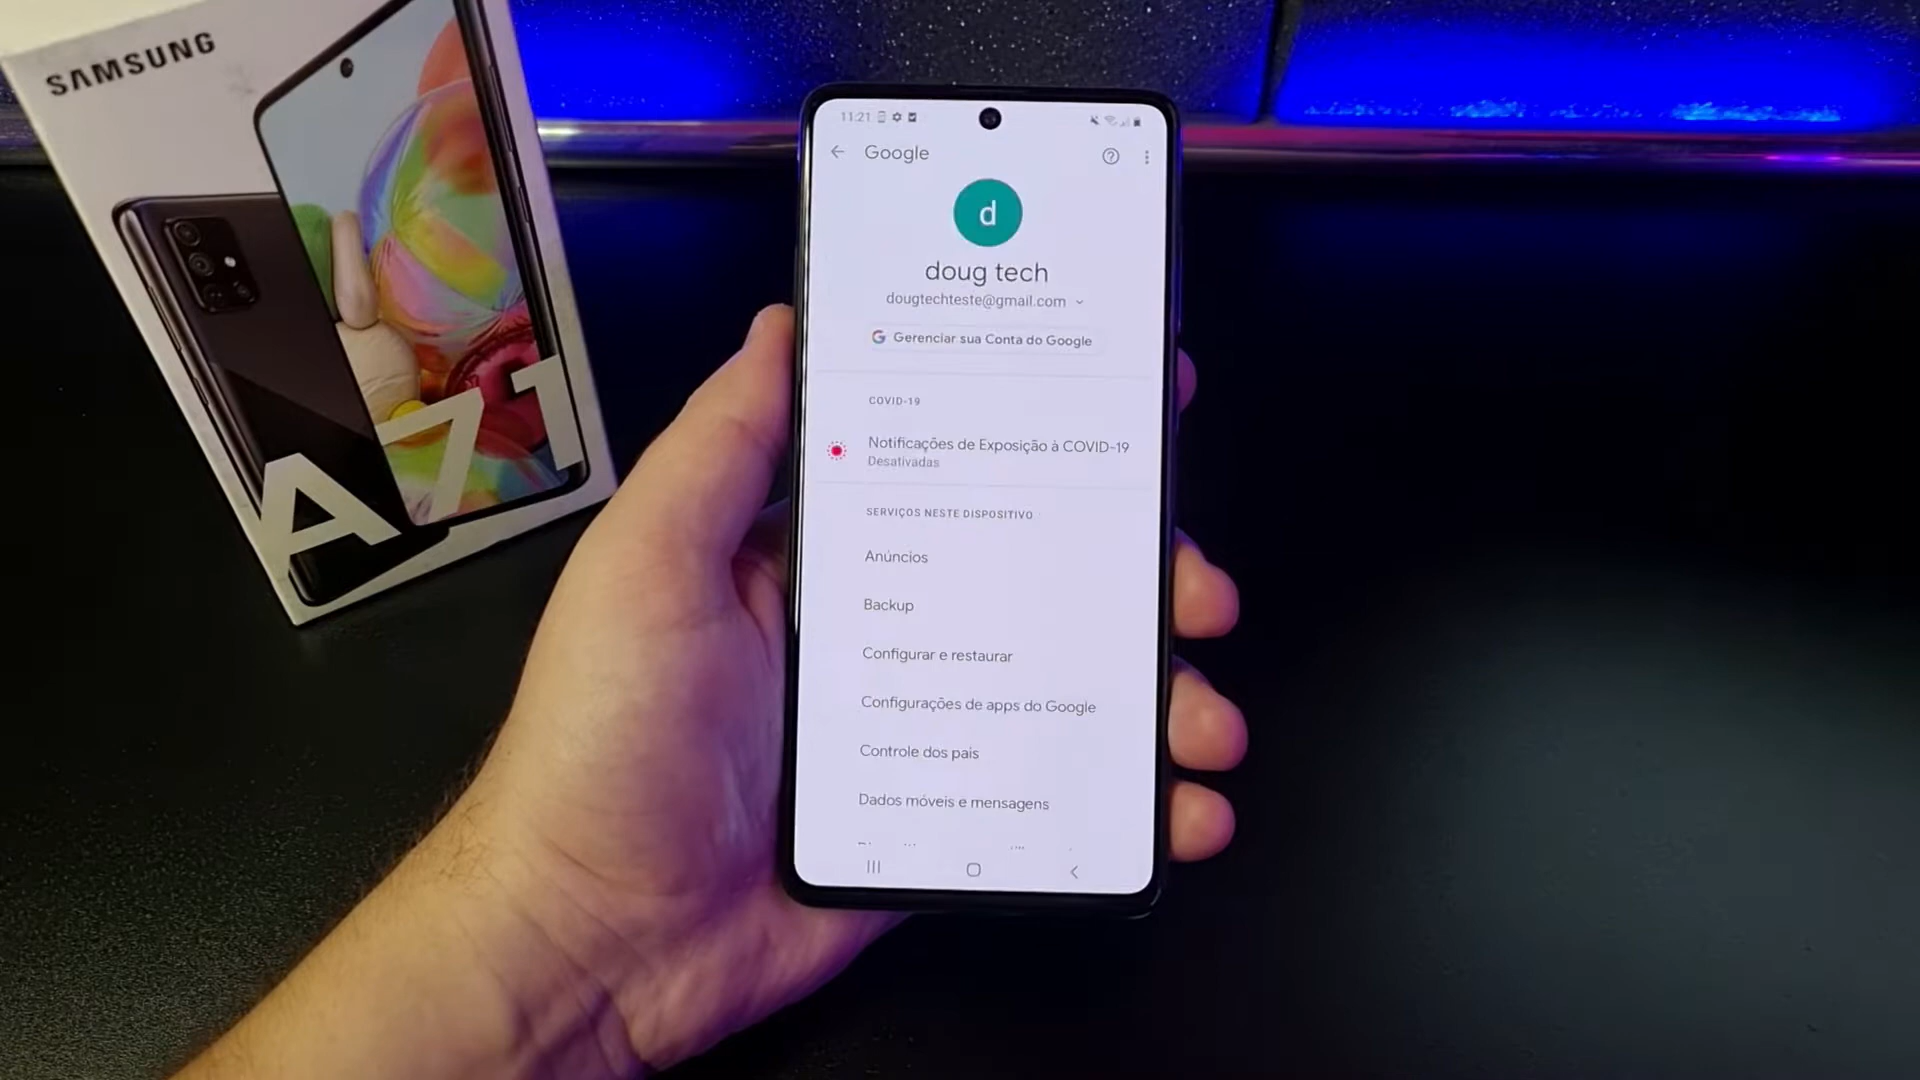 SAMSUNG
A71
11:21
Google
d
doug tech
dougtechteste@gmail.com
Gerenciar sua Conta do Google
COVID-19
Notificações de Exposição à COVID-19
Desativadas
SERVIÇOS NESTE DISPOSITIVO
Anúncios
Backup
Configurar e restaurar
Configurações de apps do Google
Controle dos pais
Dados móveis e mensagens